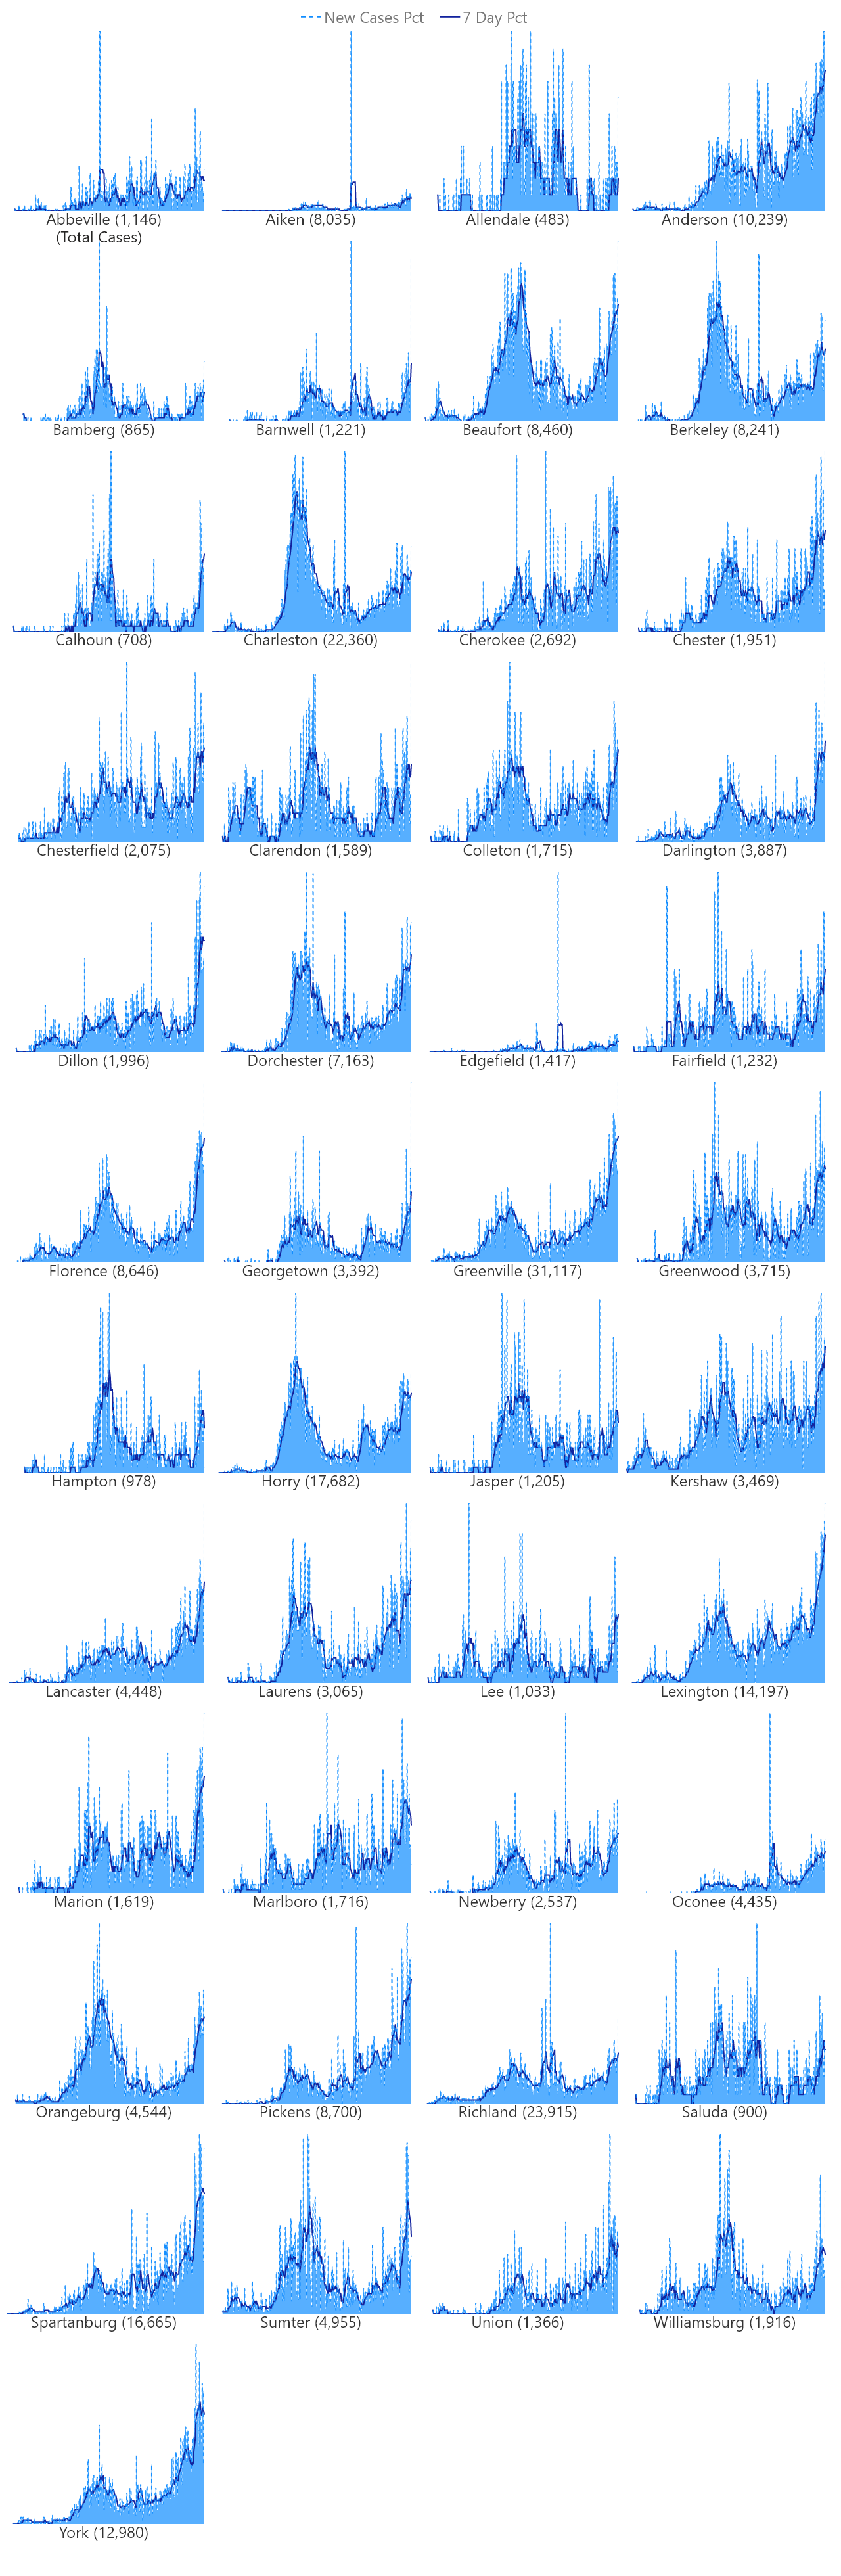 New Cases Pct 7 Day Pct
Abbeville (1,146) Aiken (8,035) Allendale (483) Anderson (10,239)
(Total Cases)
Bamberg (865) Barnwell (1,221) Beaufort (8,460) Berkeley (8,241)
Calhoun (708) Charleston (22,360) Cherokee (2,692) Chester (1,951)
Chesterfield (2,075) Clarendon (1,589) Colleton (1,715) Darlington (3,887)
Dillon (1,996) Dorchester (7,163) Edgefield (1,417) Fairfield (1,232)
Florence (8,646) Georgetown (3,392) Greenville (31,117) Greenwood (3,715)
Hampton (978) Horry (17,682) Jasper (1,205) Kershaw (3,469)
Lancaster (4,448) Laurens (3,065) Lee (1,033) Lexington (14,197)
Marion (1,619) Marlboro (1,716) Newberry (2,537) Oconee (4,435)
Orangeburg (4,544) Pickens (8,700) Richland (23,915) Saluda (900)
Spartanburg (16,665) Sumter (4,955) Union (1,366) Williamsburg (1,916)
York (12,980)